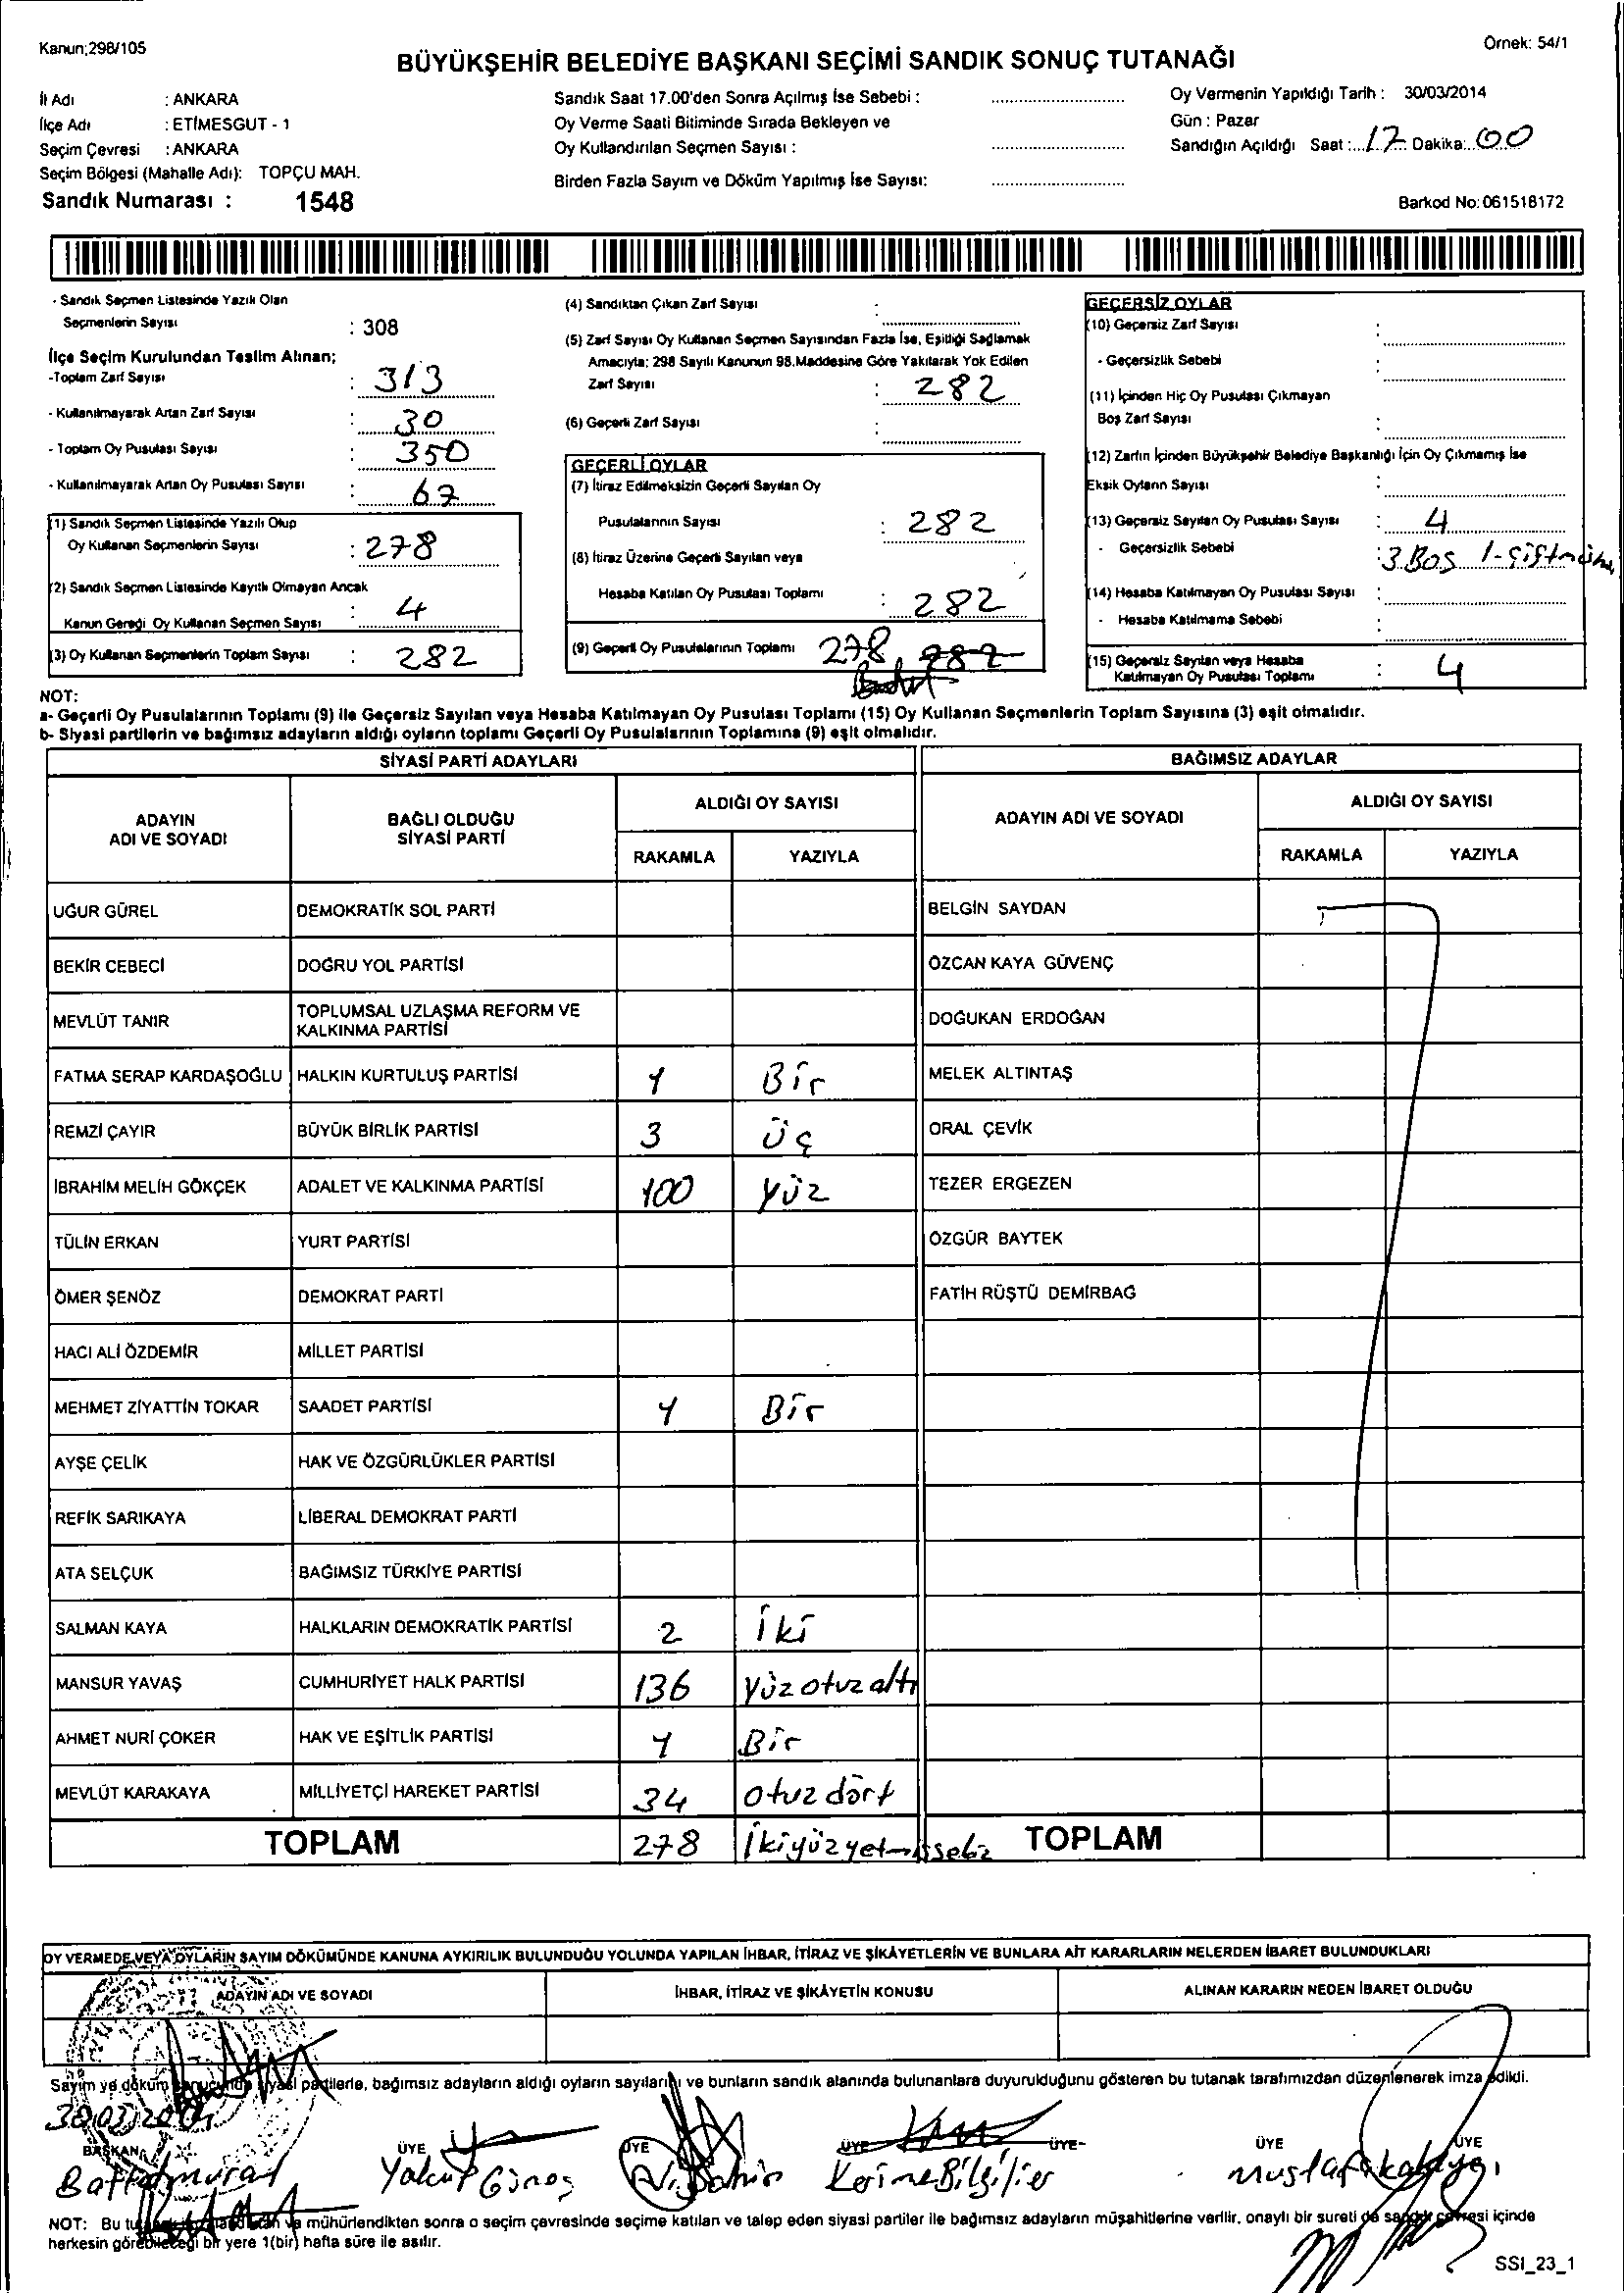 Kanun;298/105
Örnek: 54/1
BÜYÜKŞEHİR BELEDİYE BAŞKANI SEÇİMİ SANDIK SONUÇ TUTANAĞI
İl Adı : ANKARA
İlçe Adı : ETİMESGUT - 1
Seçim Çevresi : ANKARA
Seçim Bölgesi (Mahalle Adı): TOPÇU MAH.
Sandık Numarası : 1548
Sandık Saat 17.00'den Sonra Açılmış İse Sebebi :
Oy Verme Saati Bitiminde Sırada Bekleyen ve
Oy Kullandırılan Seçmen Sayısı :
Birden Fazla Sayım ve Döküm Yapılmış İse Sayısı:
Oy Vermenin Yapıldığı Tarih : 30/03/2014
Gün : Pazar
Sandığın Açıldığı Saat : 17 Dakika: 00
Barkod No: 061518172
- Sandık Seçmen Listesinde Yazılı Olan
Seçmenlerin Sayısı : 308
İlçe Seçim Kurulundan Teslim Alınan;
-Toplam Zarf Sayısı : 313
- Kullanılmayarak Artan Zarf Sayısı : 30
- Toplam Oy Pusulası Sayısı : 350
- Kullanılmayarak Artan Oy Pusulası Sayısı : 67
(1) Sandık Seçmen Listesinde Yazılı Olup
Oy Kullanan Seçmenlerin Sayısı : 278
(2) Sandık Seçmen Listesinde Kayıtlı Olmayan Ancak
Kanun Gereği Oy Kullanan Seçmen Sayısı : 4
(3) Oy Kullanan Seçmenlerin Toplam Sayısı : 282
(4) Sandıktan Çıkan Zarf Sayısı :
(5) Zarf Sayısı Oy Kullanan Seçmen Sayısından Fazla İse, Eşitliği Sağlamak
Amacıyla; 298 Sayılı Kanunun 98.Maddesine Göre Yakılarak Yok Edilen
Zarf Sayısı : 282
(6) Geçerli Zarf Sayısı :
GEÇERLİ OYLAR
(7) İtiraz Edilmeksizin Geçerli Sayılan Oy
Pusulalarının Sayısı : 282
(8) İtiraz Üzerine Geçerli Sayılan veya
Hesaba Katılan Oy Pusulası Toplamı : 282
(9) Geçerli Oy Pusulalarının Toplamı 278 282
GEÇERSİZ OYLAR
(10) Geçersiz Zarf Sayısı :
- Geçersizlik Sebebi :
(11) İçinden Hiç Oy Pusulası Çıkmayan
Boş Zarf Sayısı :
(12) Zarfın İçinden Büyükşehir Belediye Başkanlığı İçin Oy Çıkmamış İse
Eksik Oyların Sayısı :
(13) Geçersiz Sayılan Oy Pusulası Sayısı : 4
- Geçersizlik Sebebi : 3 Boş 1-Çift
(14) Hesaba Katılmayan Oy Pusulası Sayısı :
- Hesaba Katılmama Sebebi :
(15) Geçersiz Sayılan veya Hesaba
Katılmayan Oy Pusulası Toplamı : 4
NOT:
a- Geçerli Oy Pusulalarının Toplamı (9) ile Geçersiz Sayılan veya Hesaba Katılmayan Oy Pusulası Toplamı (15) Oy Kullanan Seçmenlerin Toplam Sayısına (3) eşit olmalıdır.
b- Siyasi partilerin ve bağımsız adayların aldığı oyların toplamı Geçerli Oy Pusulalarının Toplamına (9) eşit olmalıdır.
SİYASİ PARTİ ADAYLARI
ADAYIN
ADI VE SOYADI
BAĞLI OLDUĞU
SİYASİ PARTİ
ALDIĞI OY SAYISI
RAKAMLA YAZIYLA
UĞUR GÜREL DEMOKRATİK SOL PARTİ
BEKİR CEBECİ DOĞRU YOL PARTİSİ
MEVLÜT TANIR TOPLUMSAL UZLAŞMA REFORM VE
KALKINMA PARTİSİ
FATMA SERAP KARDAŞOĞLU HALKIN KURTULUŞ PARTİSİ 1 Bir
REMZİ ÇAYIR BÜYÜK BİRLİK PARTİSİ 3 Üç
İBRAHİM MELİH GÖKÇEK ADALET VE KALKINMA PARTİSİ 100 Yüz
TÜLİN ERKAN YURT PARTİSİ
ÖMER ŞENÖZ DEMOKRAT PARTİ
HACI ALİ ÖZDEMİR MİLLET PARTİSİ
MEHMET ZİYATTİN TOKAR SAADET PARTİSİ 1 Bir
AYŞE ÇELİK HAK VE ÖZGÜRLÜKLER PARTİSİ
REFİK SARIKAYA LİBERAL DEMOKRAT PARTİ
ATA SELÇUK BAĞIMSIZ TÜRKİYE PARTİSİ
SALMAN KAYA HALKLARIN DEMOKRATİK PARTİSİ 2 İki
MANSUR YAVAŞ CUMHURİYET HALK PARTİSİ 136 Yüzotuzaltı
AHMET NURİ ÇOKER HAK VE EŞİTLİK PARTİSİ 1 Bir
MEVLÜT KARAKAYA MİLLİYETÇİ HAREKET PARTİSİ 34 Otuzdört
TOPLAM 278 İkiyüzyetmişsekiz
BAĞIMSIZ ADAYLAR
ADAYIN ADI VE SOYADI
ALDIĞI OY SAYISI
RAKAMLA YAZIYLA
BELGİN SAYDAN
ÖZCAN KAYA GÜVENÇ
DOĞUKAN ERDOĞAN
MELEK ALTINTAŞ
ORAL ÇEVİK
TEZER ERGEZEN
ÖZGÜR BAYTEK
FATİH RÜŞTÜ DEMİRBAĞ
TOPLAM
OY VERMEDE VEYA OYLARIN SAYIM DÖKÜMÜNDE KANUNA AYKIRILIK BULUNDUĞU YOLUNDA YAPILAN İHBAR, İTİRAZ VE ŞİKÂYETLERİN VE BUNLARA AİT KARARLARIN NELERDEN İBARET BULUNDUKLARI
ADAYIN ADI VE SOYADI
İHBAR, İTİRAZ VE ŞİKÂYETİN KONUSU
ALINAN KARARIN NEDEN İBARET OLDUĞU
Sayım ve döküm sonucunda siyasi partilerle, bağımsız adayların aldığı oyların sayılarını ve bunların sandık alanında bulunanlara duyurulduğunu gösteren bu tutanak tarafımızdan düzenlenerek imza edildi.
30.03.2014
BAŞKAN ÜYE ÜYE ÜYE ÜYE ÜYE ÜYE
Yakup Güneş Kerime Bilgilier Mustafa
NOT: Bu va mühürlendikten sonra o seçim çevresinde seçime katılan ve talep eden siyasi partiler ile bağımsız adayların müşahitlerine verilir, onaylı bir sureti de sandık çevresi içinde
herkesin görebileceği bir yere 1(bir) hafta süre ile asılır.
SSI_23_1